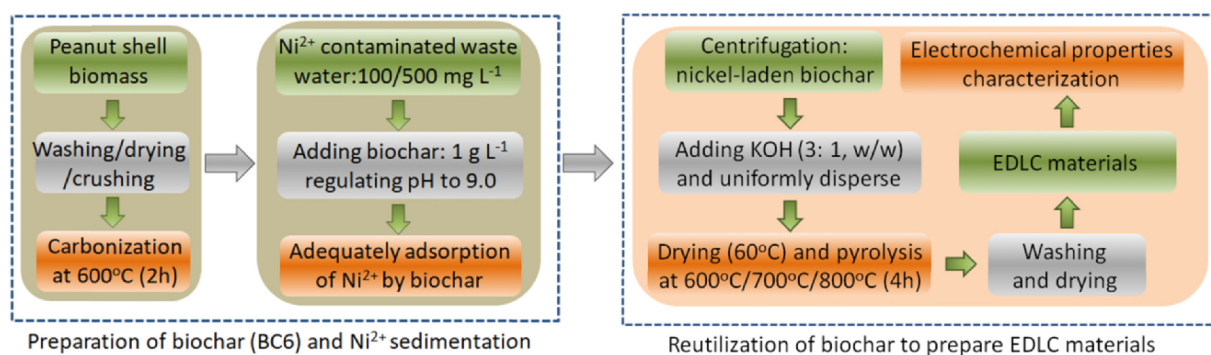 Peanut shell
biomass
Washing/drying
/crushing
Carbonization
at 600°C (2h)
Ni²⁺ contaminated waste
water:100/500 mg L⁻¹
Adding biochar: 1 g L⁻¹
regulating pH to 9.0
Adequately adsorption
of Ni²⁺ by biochar
Preparation of biochar (BC6) and Ni²⁺ sedimentation
Centrifugation:
nickel-laden biochar
Adding KOH (3: 1, w/w)
and uniformly disperse
Drying (60°C) and pyrolysis
at 600°C/700°C/800°C (4h)
Washing
and drying
EDLC materials
Electrochemical properties
characterization
Reutilization of biochar to prepare EDLC materials